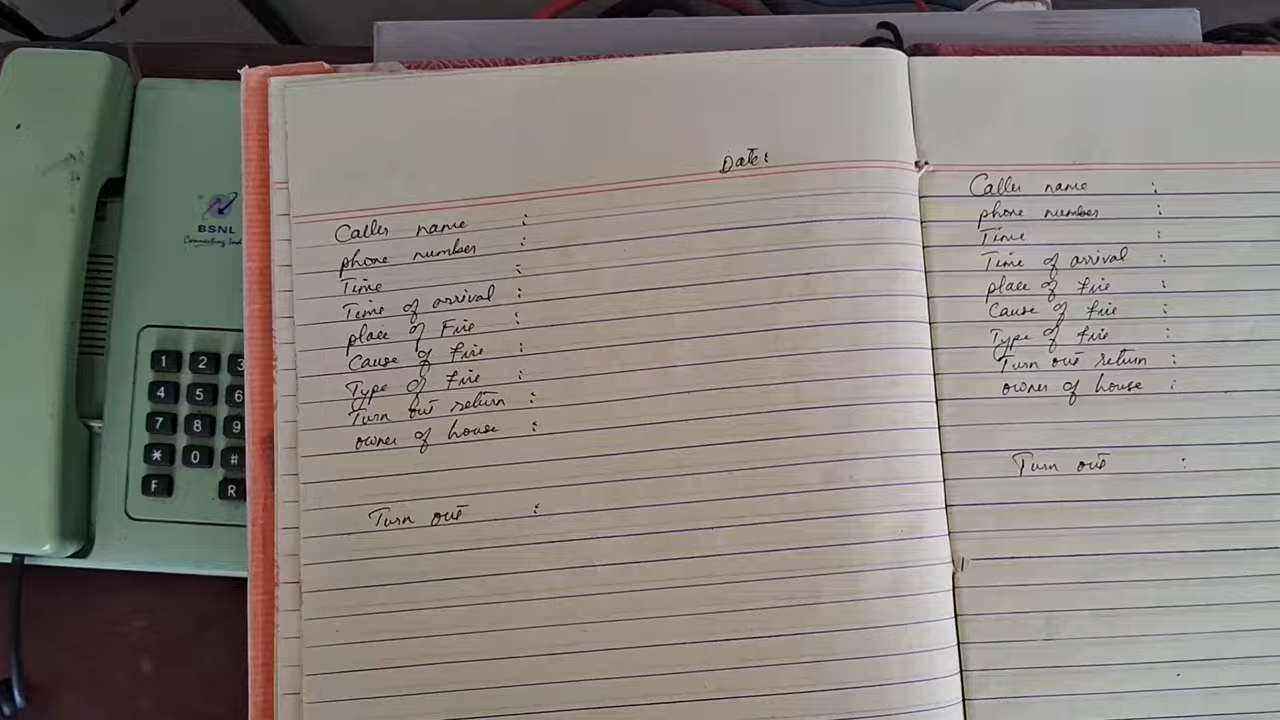 BSNL
1 2 3
4 5 6
7 8 9
* 0 #
F R
Date:
Caller name :
phone number :
Time :
Time of arrival :
place of Fire :
Cause of fire :
Type of fire :
Turn out return :
owner of house :
Turn out :
Caller name :
phone number :
Time :
Time of arrival :
place of fire :
Cause of fire :
Type of fire :
Turn out return :
owner of house :
Turn out :